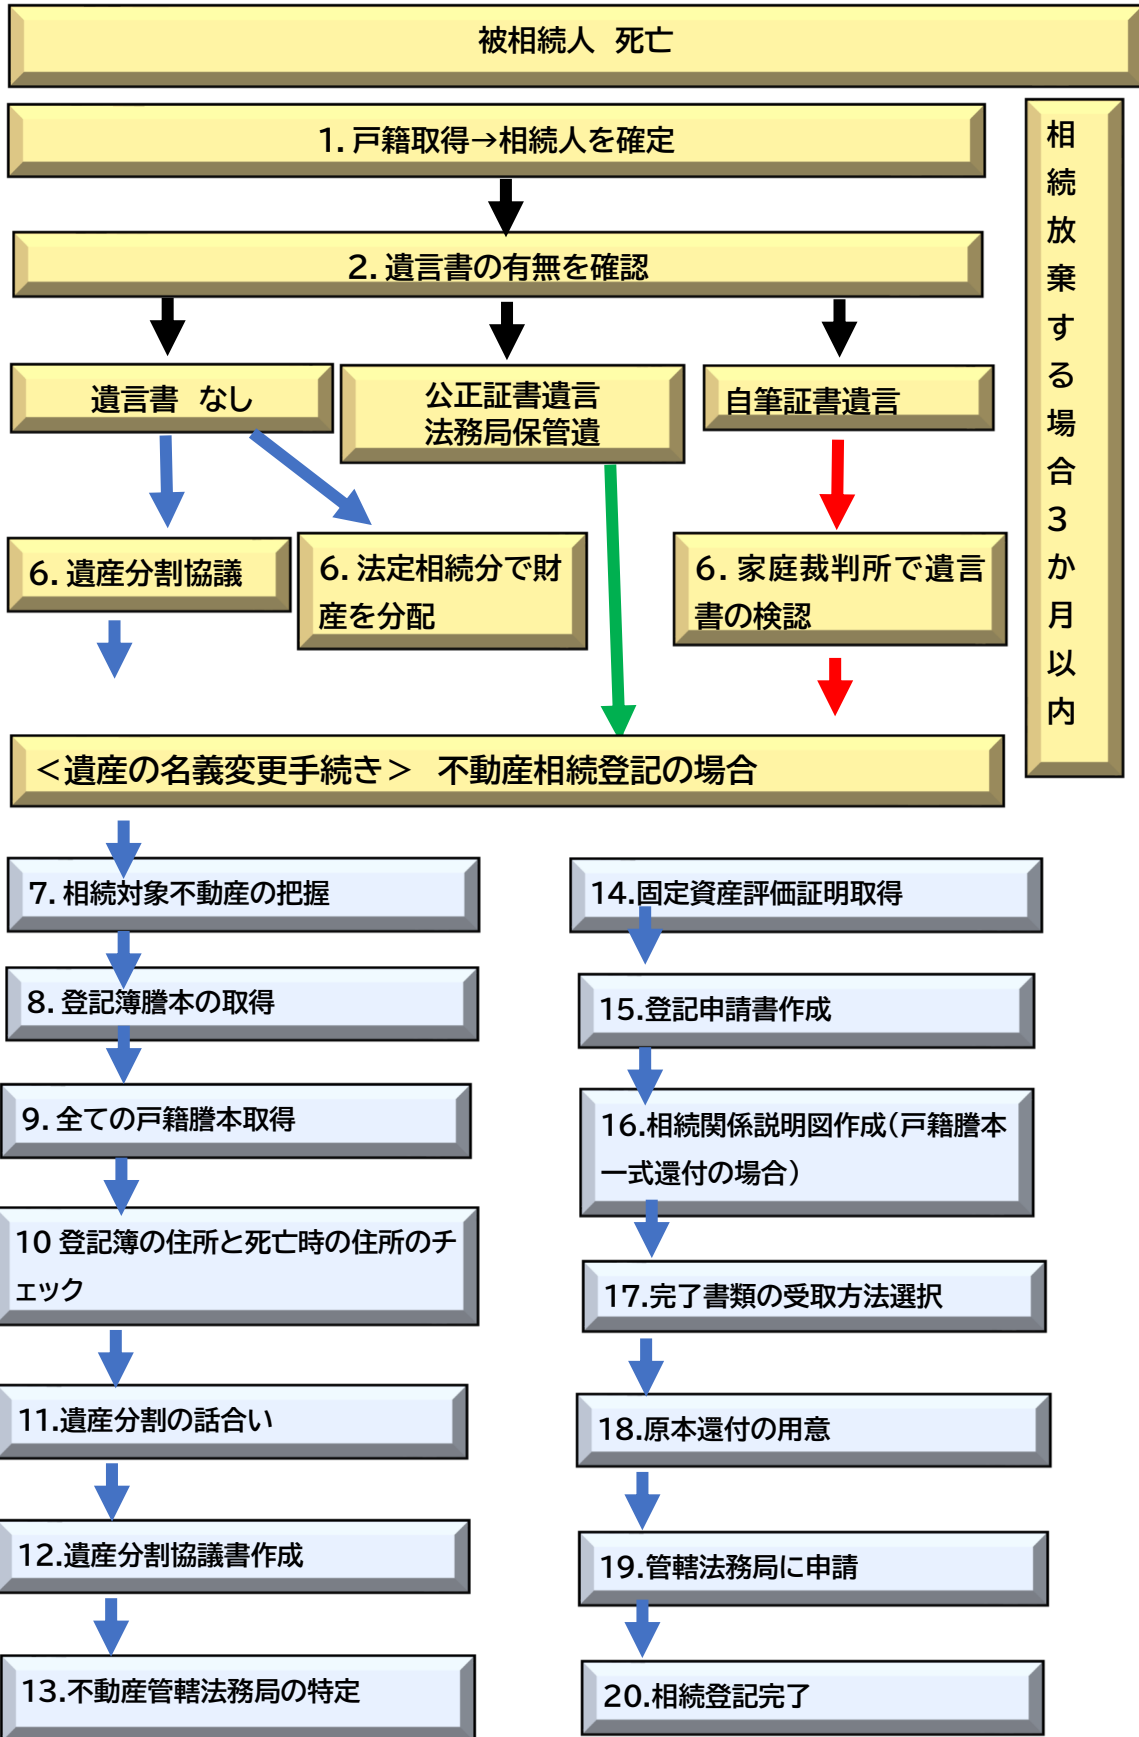 被相続人 死亡
1. 戸籍取得→相続人を確定
2. 遺言書の有無を確認
遺言書 なし
公正証書遺言
法務局保管遺
自筆証書遺言
6. 遺産分割協議
6. 法定相続分で財
産を分配
6. 家庭裁判所で遺言
書の検認
相続放棄する場合3か月以内
＜遺産の名義変更手続き＞ 不動産相続登記の場合
7. 相続対象不動産の把握
8. 登記簿謄本の取得
9. 全ての戸籍謄本取得
10 登記簿の住所と死亡時の住所のチ
ェック
11.遺産分割の話合い
12.遺産分割協議書作成
13.不動産管轄法務局の特定
14.固定資産評価証明取得
15.登記申請書作成
16.相続関係説明図作成(戸籍謄本
一式還付の場合)
17.完了書類の受取方法選択
18.原本還付の用意
19.管轄法務局に申請
20.相続登記完了